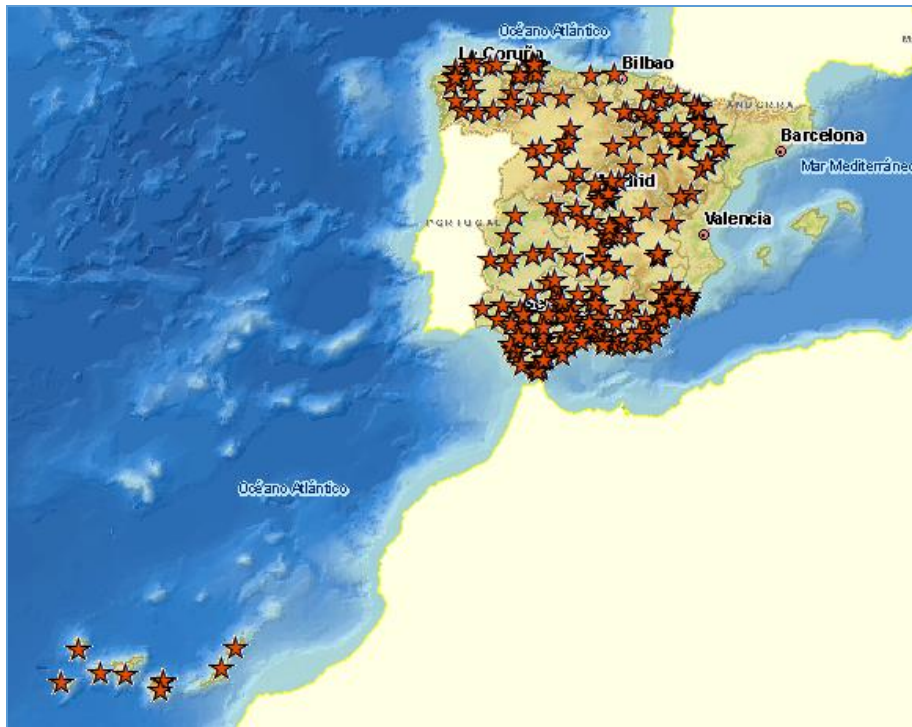 Océano Atlántico
La Coruña
Bilbao
ANDORRA
Barcelona
Mar Mediterráneo
Madrid
PORTUGAL
Valencia
Océano Atlántico